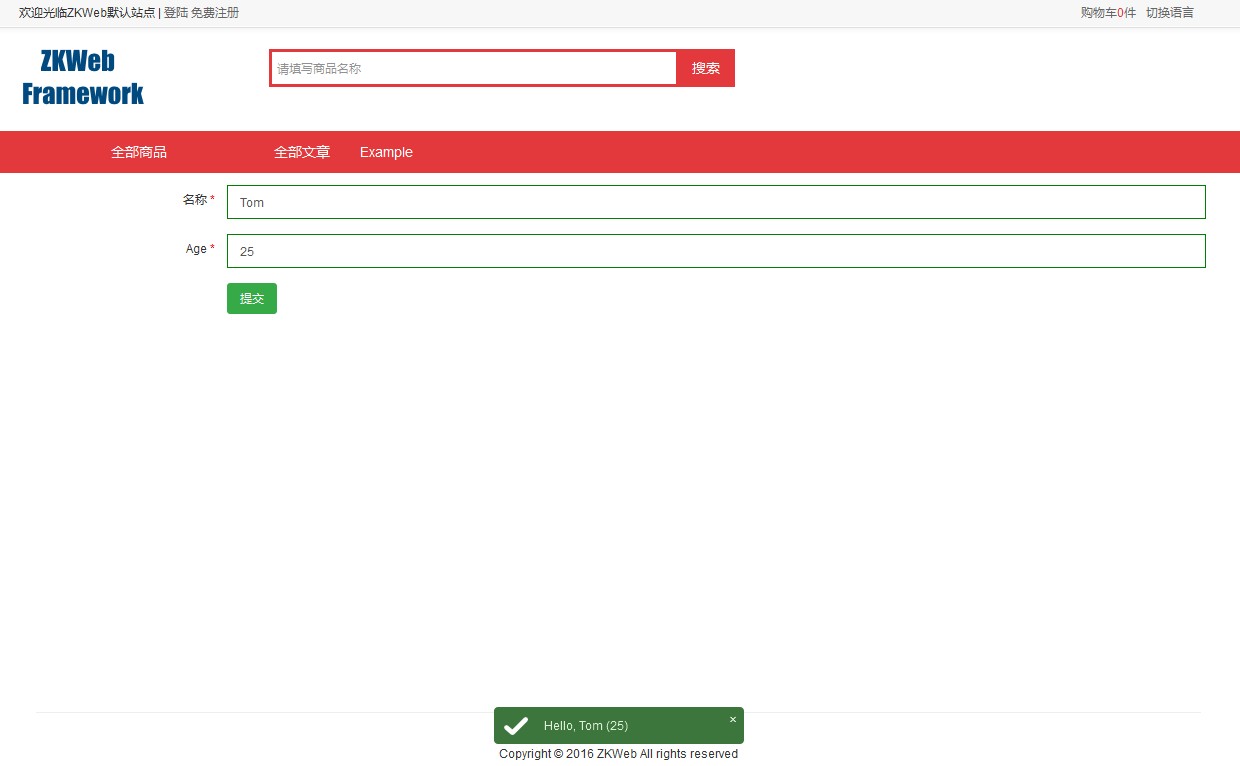 欢迎光临ZKWeb默认站点 | 登陆 免费注册 购物车0件 切换语言
ZKWeb
Framework
请填写商品名称 搜索
全部商品 全部文章 Example
名称 * Tom
Age * 25
提交
Hello, Tom (25) ×
Copyright © 2016 ZKWeb All rights reserved